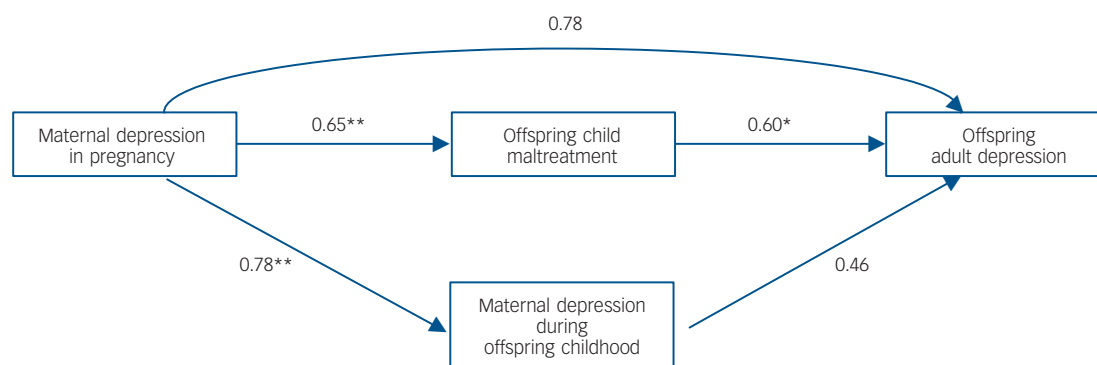 0.78
Maternal depression
in pregnancy
0.65**
Offspring child
maltreatment
0.60*
Offspring
adult depression
0.78**
0.46
Maternal depression
during
offspring childhood